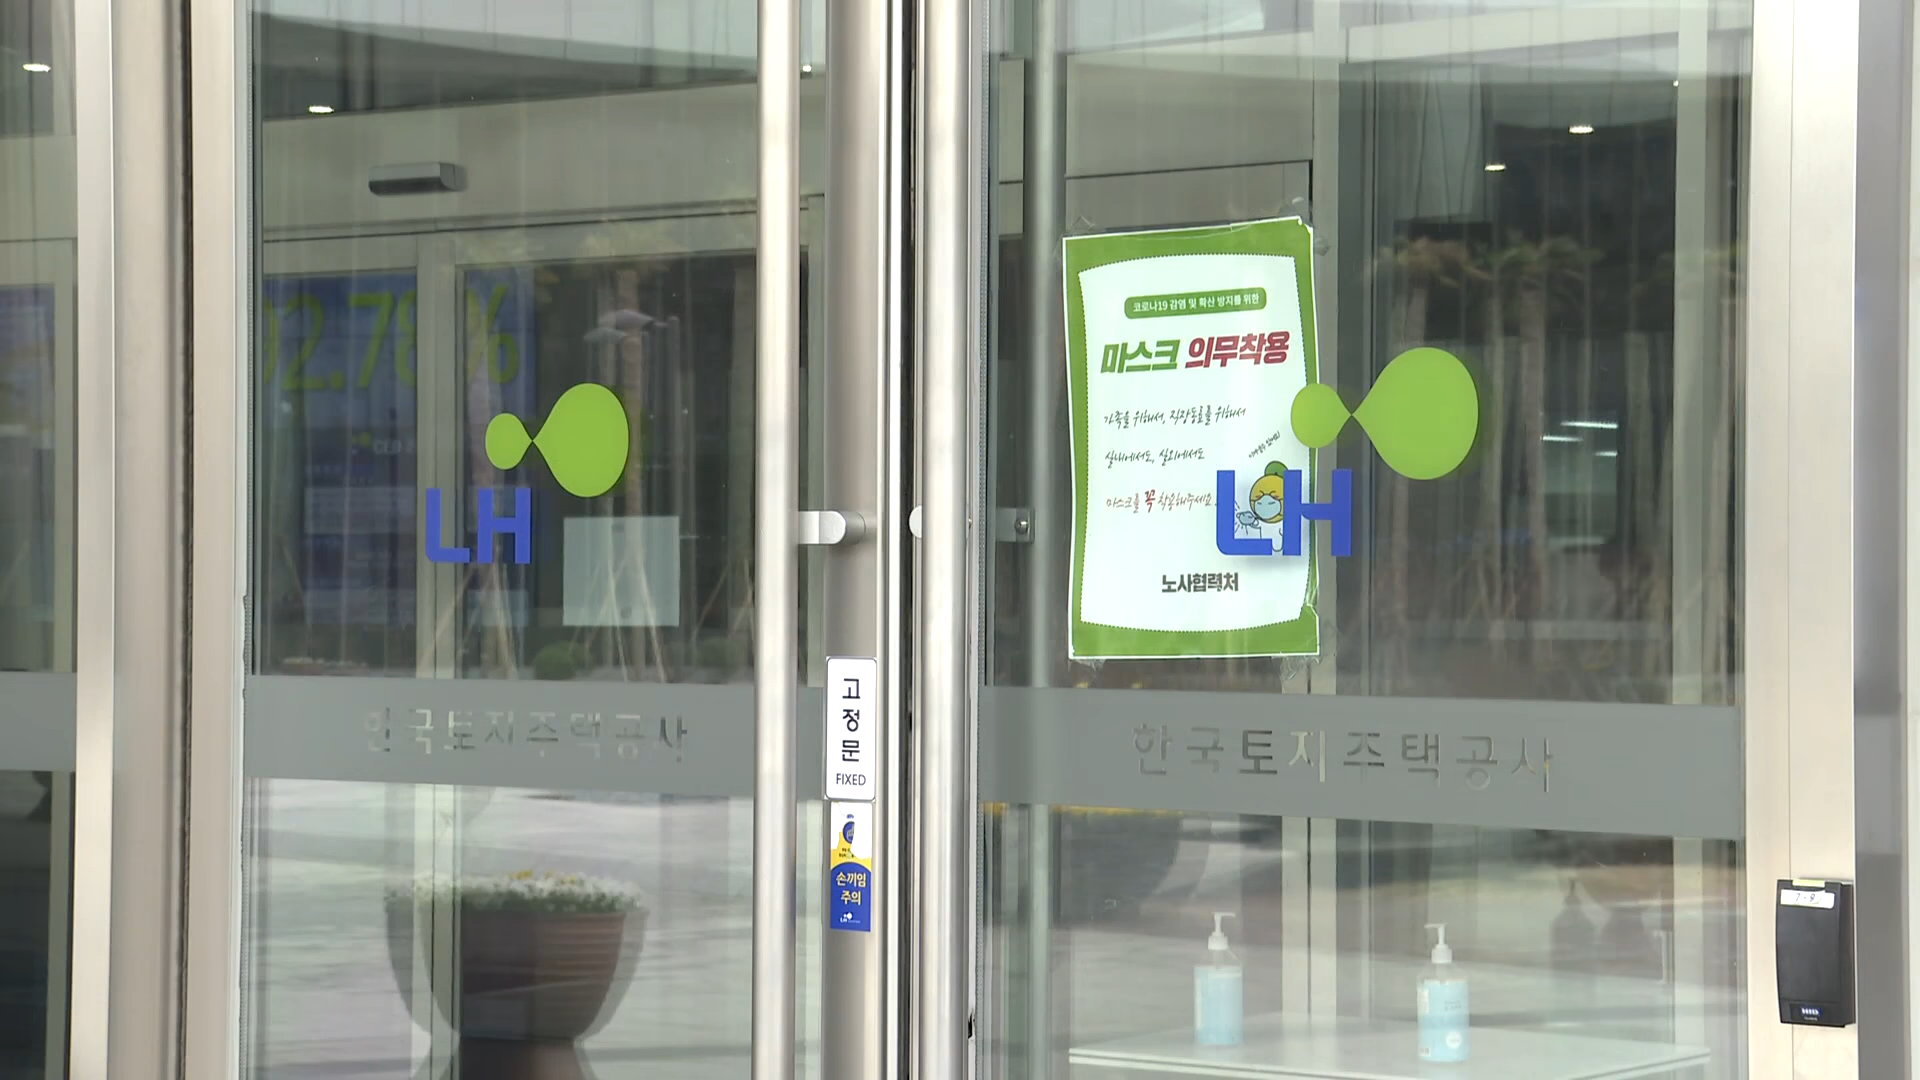 2.78%
LH
한국토지주택공사
고정문
FIXED
손끼임
주의
LH
코로나19 감염 및 확산 방지를 위한
마스크 의무착용
가족을 위해서, 직장동료를 위해서
실내에서도, 실외에서도
마스크를 꼭 착용해주세요
노사협력처
LH
한국토지주택공사